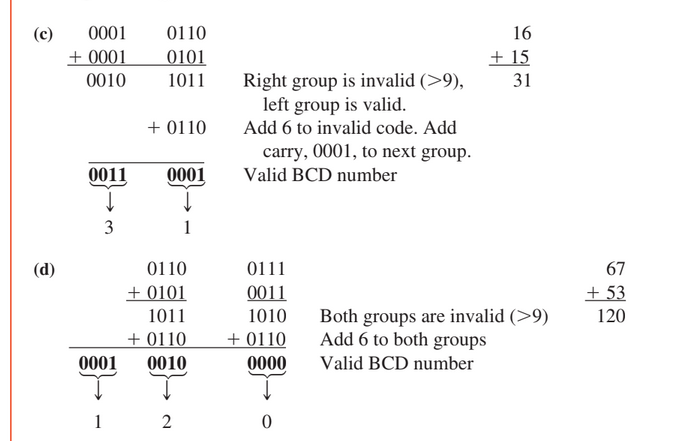 (c) 0001 0110 16
+ 0001 0101 + 15
0010 1011 Right group is invalid (>9), 31
left group is valid.
+ 0110 Add 6 to invalid code. Add
carry, 0001, to next group.
0011 0001 Valid BCD number
3 1
(d) 0110 0111 67
+ 0101 0011 + 53
1011 1010 Both groups are invalid (>9) 120
+ 0110 + 0110 Add 6 to both groups
0001 0010 0000 Valid BCD number
1 2 0